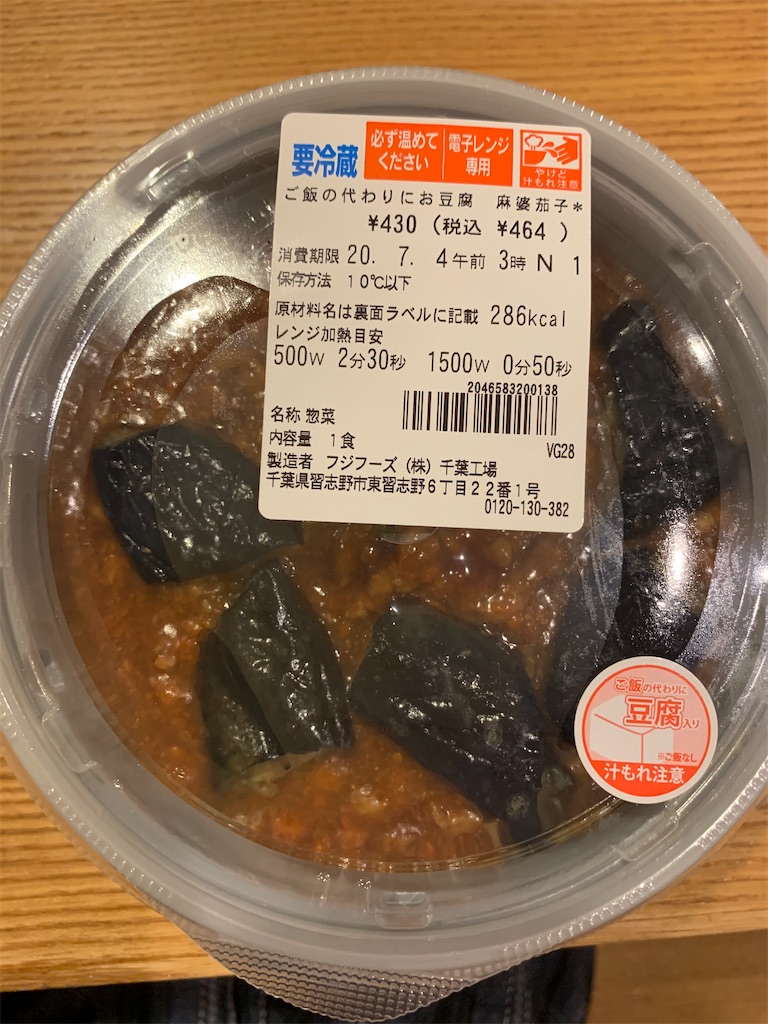 要冷蔵
必ず温めて
ください
電子レンジ
専用
やけど
汁もれ注意
ご飯の代わりにお豆腐 麻婆茄子*
¥430 (税込 ¥464 )
消費期限 20. 7. 4午前 3時 N 1
保存方法 10℃以下
原材料名は裏面ラベルに記載 286kcal
レンジ加熱目安
500W 2分30秒 1500W 0分50秒
2046583200138
名称 惣菜
内容量 1食
VG28
製造者 フジフーズ(株)千葉工場
千葉県習志野市東習志野6丁目22番1号
0120-130-382
ご飯の代わりに
豆腐入り
※ご飯なし
汁もれ注意